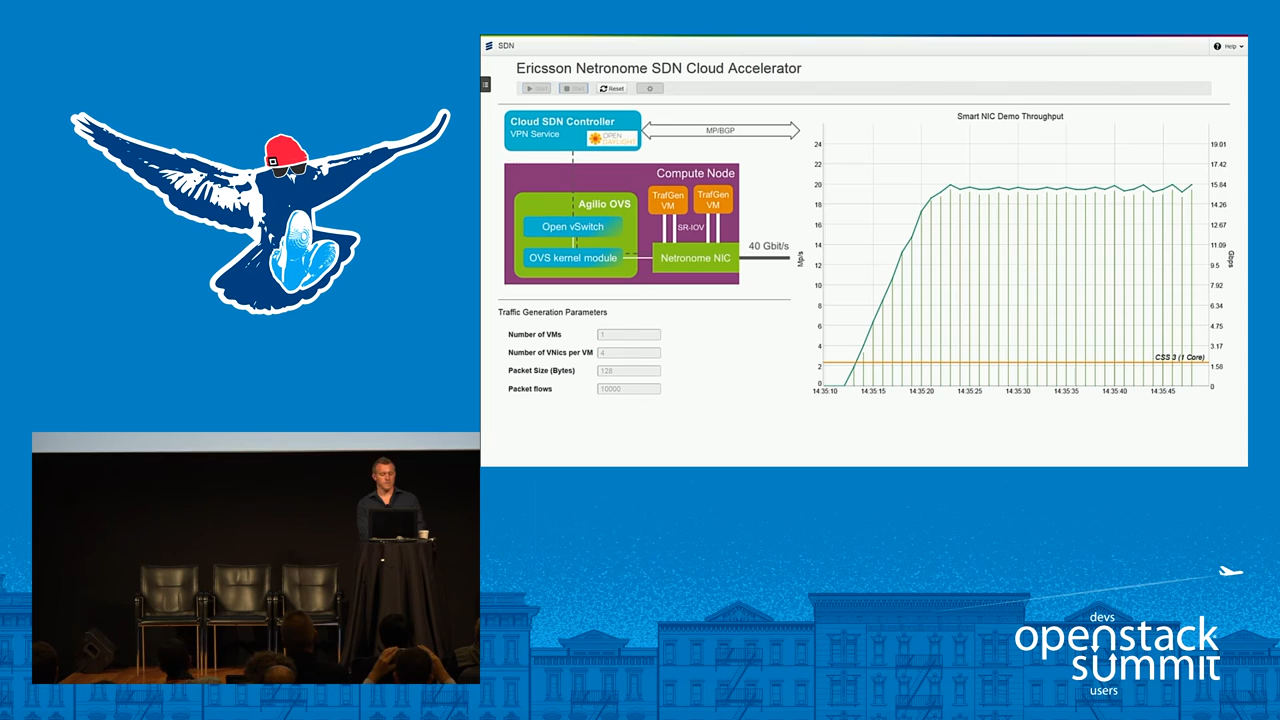 SDN
Help
Ericsson Netronome SDN Cloud Accelerator
Start
Reset
Cloud SDN Controller
VPN Service
OPEN
DAYLIGHT
MP/BGP
Compute Node
Agilio OVS
Open vSwitch
OVS kernel module
TrafGen
VM
TrafGen
VM
SR-IOV
Netronome NIC
40 Gbit/s
Traffic Generation Parameters
Number of VMs 1
Number of VNics per VM 4
Packet Size (Bytes) 128
Packet flows 10000
Smart NIC Demo Throughput
24
22
20
18
16
14
12
10
8
6
4
2
0
Mp/s
19.01
17.42
15.84
14.26
12.67
11.09
9.5
7.92
6.34
4.75
3.17
1.58
0
Gbps
CSS 3 (1 Core)
14:35:10 14:35:15 14:35:20 14:35:25 14:35:30 14:35:35 14:35:40 14:35:45
devs
openstack
summit
users